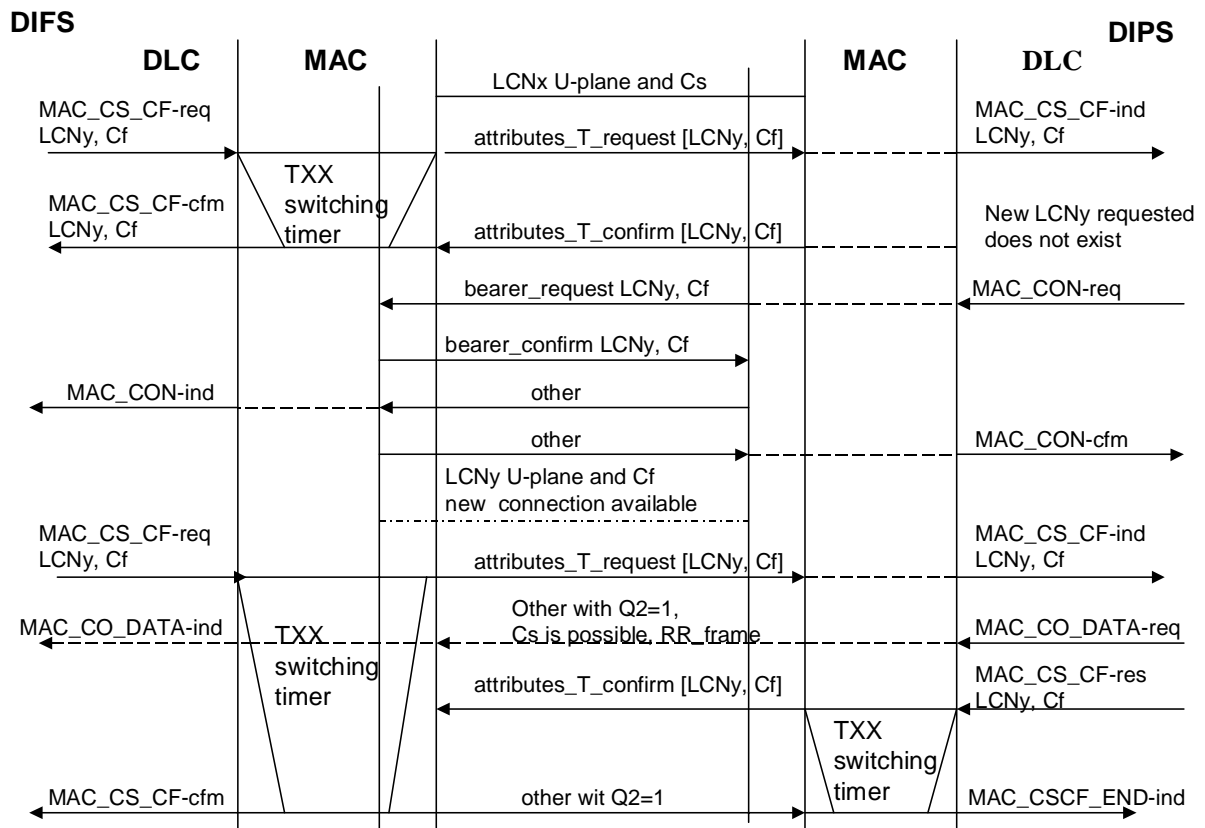 DIFS
DIPS
DLC
MAC
MAC
DLC
LCNx U-plane and Cs
MAC_CS_CF-req
LCNy, Cf
attributes_T_request [LCNy, Cf]
MAC_CS_CF-ind
LCNy, Cf
TXX
switching
timer
MAC_CS_CF-cfm
LCNy, Cf
attributes_T_confirm [LCNy, Cf]
New LCNy requested
does not exist
bearer_request LCNy, Cf
MAC_CON-req
bearer_confirm LCNy, Cf
MAC_CON-ind
other
other
MAC_CON-cfm
LCNy U-plane and Cf
new connection available
MAC_CS_CF-req
LCNy, Cf
attributes_T_request [LCNy, Cf]
MAC_CS_CF-ind
LCNy, Cf
MAC_CO_DATA-ind
TXX
switching
timer
Other with Q2=1,
Cs is possible, RR_frame
MAC_CO_DATA-req
attributes_T_confirm [LCNy, Cf]
MAC_CS_CF-res
LCNy, Cf
TXX
switching
timer
MAC_CS_CF-cfm
other wit Q2=1
MAC_CSCF_END-ind